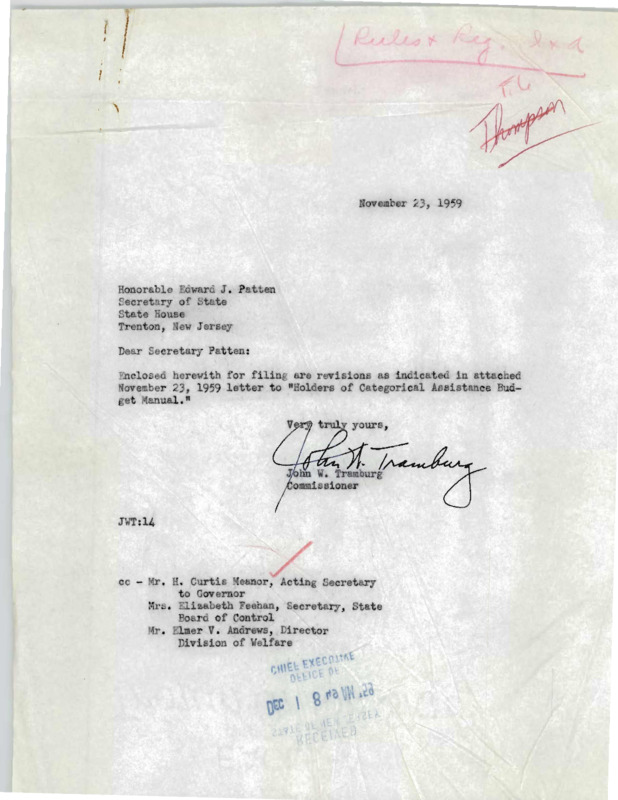 Rules & Reg.
Thompson
November 23, 1959
Honorable Edward J. Patten
Secretary of State
State House
Trenton, New Jersey
Dear Secretary Patten:
Enclosed herewith for filing are revisions as indicated in attached
November 23, 1959 letter to "Holders of Categorical Assistance Bud-
get Manual."
Very truly yours,
John W. Tramburg
John W. Tramburg
Commissioner
JWT:14
cc - Mr. H. Curtis Meanor, Acting Secretary
to Governor
Mrs. Elizabeth Feehan, Secretary, State
Board of Control
Mr. Elmer V. Andrews, Director
Division of Welfare
CHIEF EXECUTIVE
OFFICE OF
DEC 1 8
RECEIVED